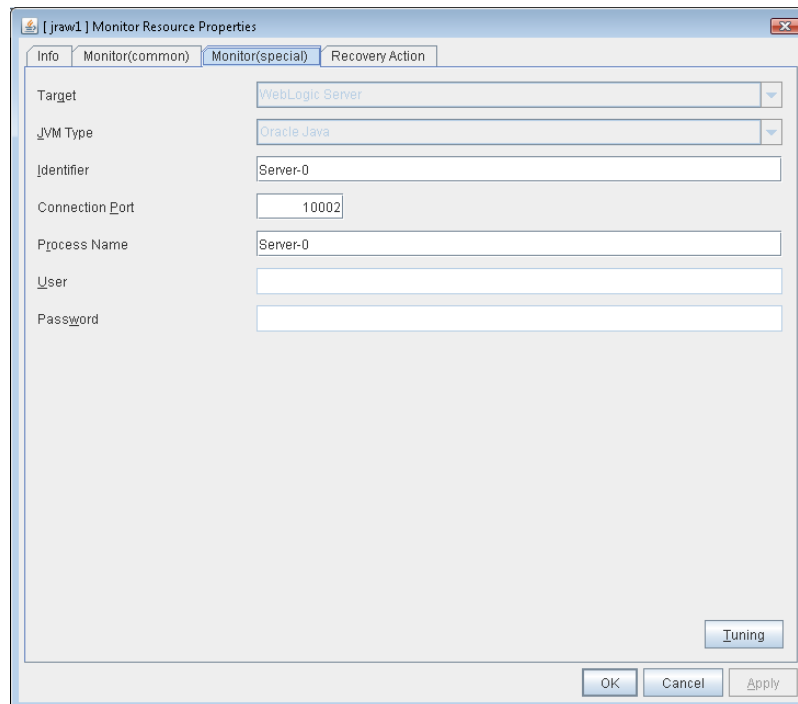 [ jraw1 ] Monitor Resource Properties
Info Monitor(common) Monitor(special) Recovery Action
Target WebLogic Server
JVM Type Oracle Java
Identifier Server-0
Connection Port 10002
Process Name Server-0
User
Password
Tuning
OK Cancel Apply